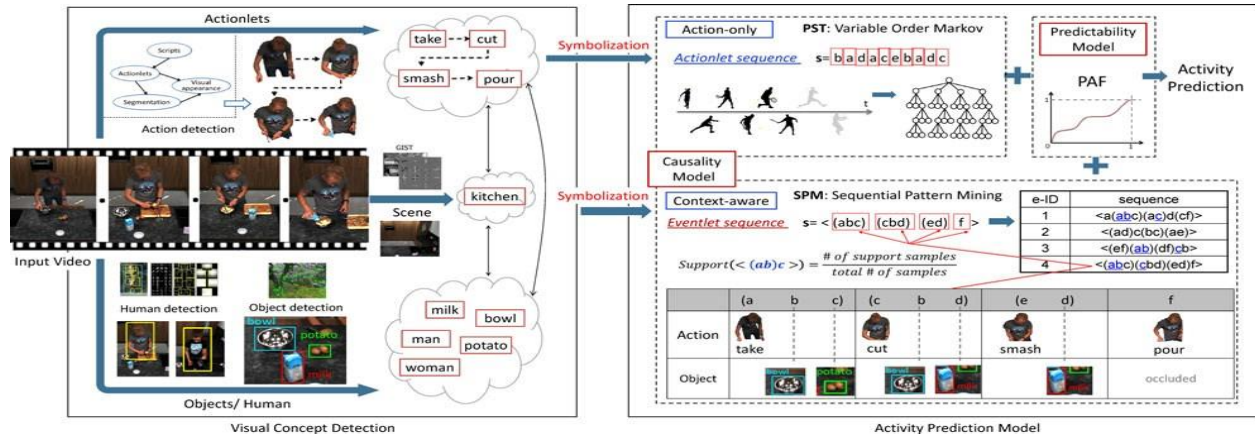 Actionlets
Scripts
Actionlets
Visual
appearance
Segmentation
Action detection
take
cut
smash
pour
GIST
kitchen
Scene
Input Video
Human detection
Object detection
bowl
potato
milk
milk
bowl
man
potato
woman
Objects/ Human
Visual Concept Detection
Symbolization
Symbolization
Action-only
PST: Variable Order Markov
Actionlet sequence
s= b a d a c e b a d c
t
Predictability
Model
PAF
1
1
Activity
Prediction
Causality
Model
Context-aware
SPM: Sequential Pattern Mining
Eventlet sequence
s= < (abc) (cbd) (ed) f >
Support(< (ab)c >) = # of support samples
total # of samples
e-ID sequence
1 <a(abc)(ac)d(cf)>
2 <(ad)c(bc)(ae)>
3 <(ef)(ab)(df)cb>
4 <(abc)(cbd)(ed)f>
(a b c) (c b d) (e d) f
Action
take cut smash pour
Object
occluded
Activity Prediction Model